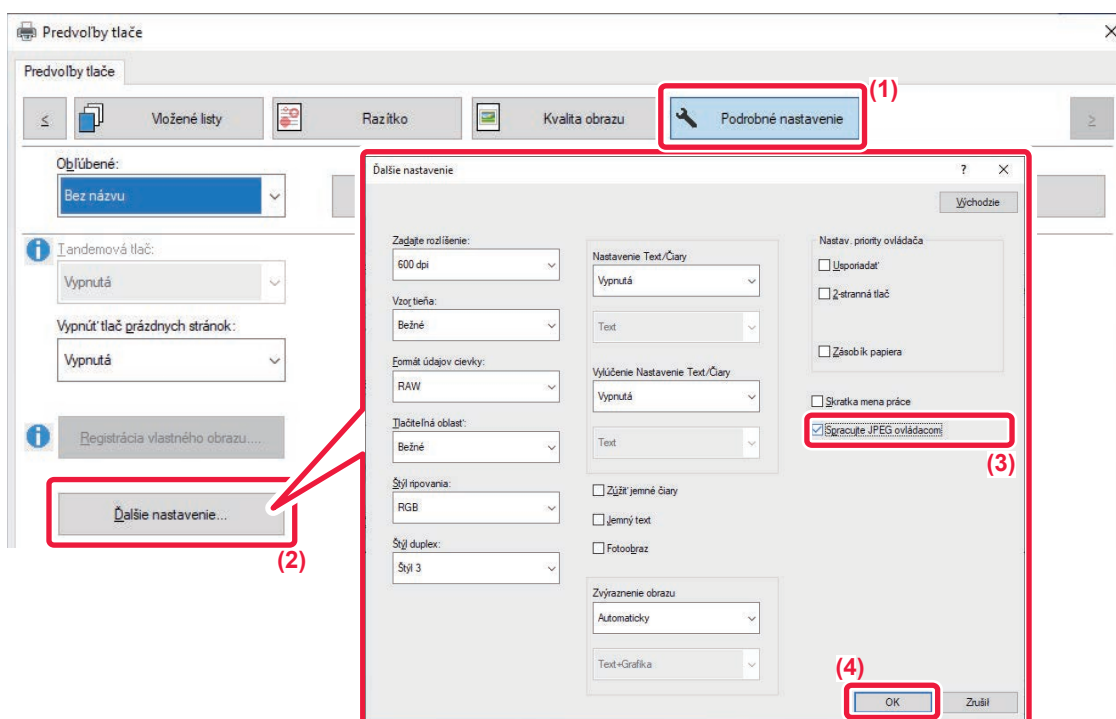 Predvoľby tlače
Predvoľby tlače
(1)
<
Vložené listy
Razítko
Kvalita obrazu
Podrobné nastavenie
>
Obľúbené:
Bez názvu
Tandemová tlač:
Vypnutá
Vypnúť tlač prázdnych stránok:
Vypnutá
Registrácia vlastného obrazu....
Ďalšie nastavenie...
(2)
Ďalšie nastavenie
?
Východzie
Zadajte rozlíšenie:
600 dpi
Vzor tieňa:
Bežné
Formát údajov cievky:
RAW
Tlačiteľná oblasť:
Bežné
Štýl ripovania:
RGB
Štýl duplex:
Štýl 3
Nastavenie Text/Čiary
Vypnutá
Text
Vylúčenie Nastavenie Text/Čiary
Vypnutá
Text
Zúžiť jemné čiary
Jemný text
Fotoobraz
Zvýraznenie obrazu
Automaticky
Text+Grafika
Nastav. priority ovládača
Usporiadať
2-stranná tlač
Zásobík papiera
Skratka mena práce
Spracujte JPEG ovládacom
(3)
(4)
OK
Zrušiť